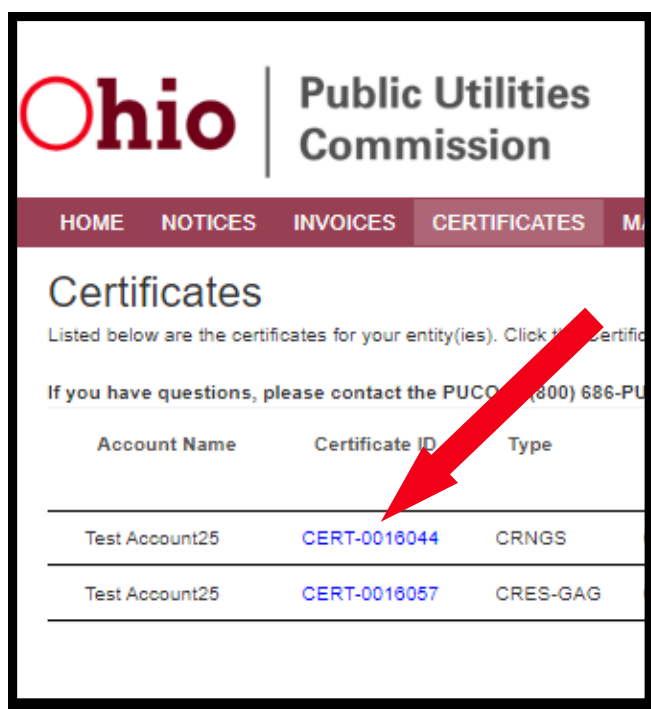 Ohio
Public Utilities
Commission
HOME NOTICES INVOICES CERTIFICATES
Certificates
Listed below are the certificates for your entity(ies). Click
If you have questions, please contact the PUCO (800) 686-PU
Account Name Certificate ID Type
Test Account25 CERT-0016044 CRNGS
Test Account25 CERT-0016057 CRES-GAG